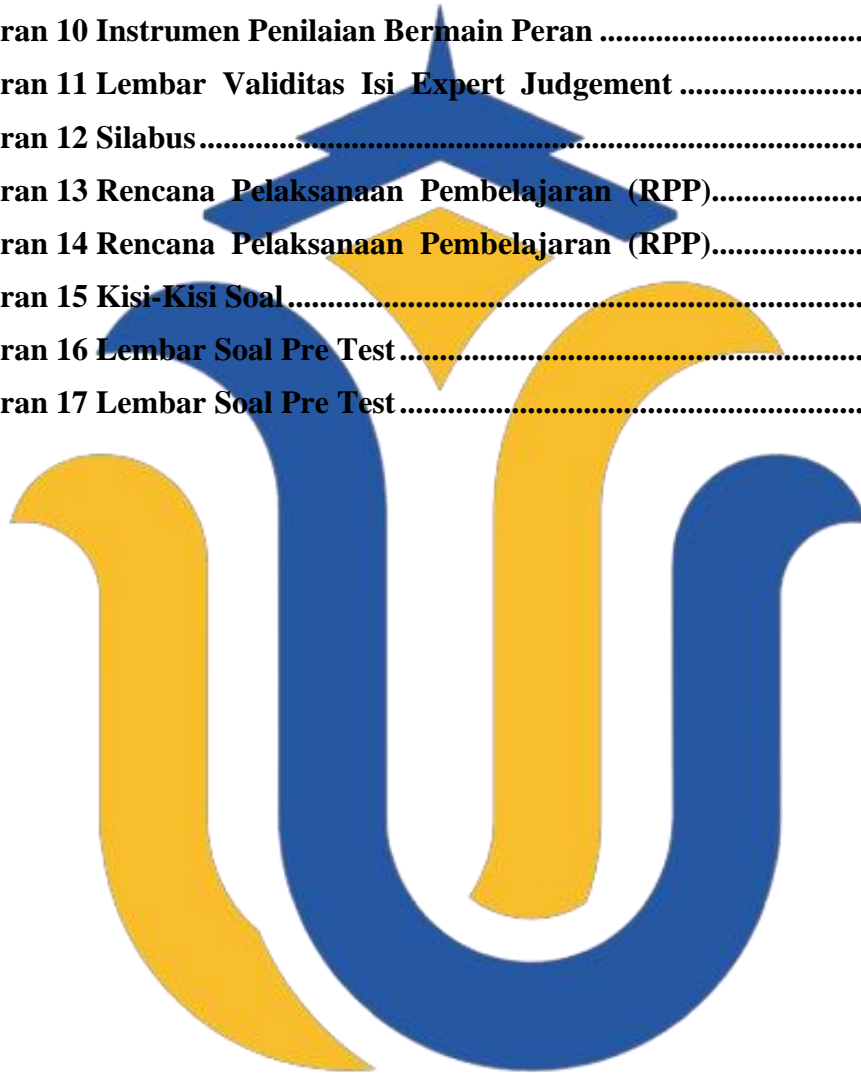 ran 10 Instrumen Penilaian Bermain Peran ................................
ran 11 Lembar Validitas Isi Expert Judgement ......................
ran 12 Silabus.................................................................................
ran 13 Rencana Pelaksanaan Pembelajaran (RPP)..................
ran 14 Rencana Pelaksanaan Pembelajaran (RPP)..................
ran 15 Kisi-Kisi Soal......................................................................
ran 16 Lembar Soal Pre Test........................................................
ran 17 Lembar Soal Pre Test........................................................